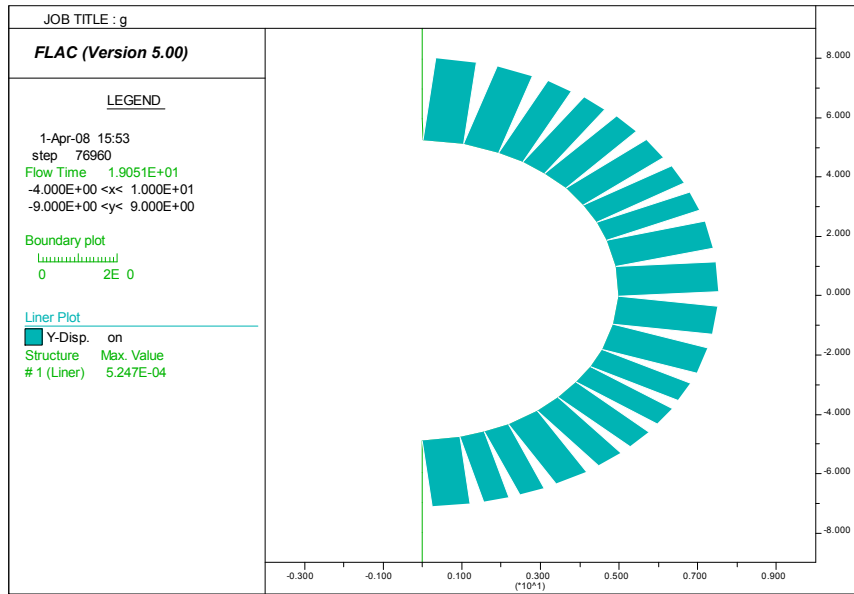 JOB TITLE : g
FLAC (Version 5.00)
LEGEND
1-Apr-08 15:53
step 76960
Flow Time 1.9051E+01
-4.000E+00 <x< 1.000E+01
-9.000E+00 <y< 9.000E+00
Boundary plot
0 2E 0
Liner Plot
Y-Disp. on
Structure Max. Value
# 1 (Liner) 5.247E-04
8.000
6.000
4.000
2.000
0.000
-2.000
-4.000
-6.000
-8.000
-0.300 -0.100 0.100 0.300 0.500 0.700 0.900
(*10^1)